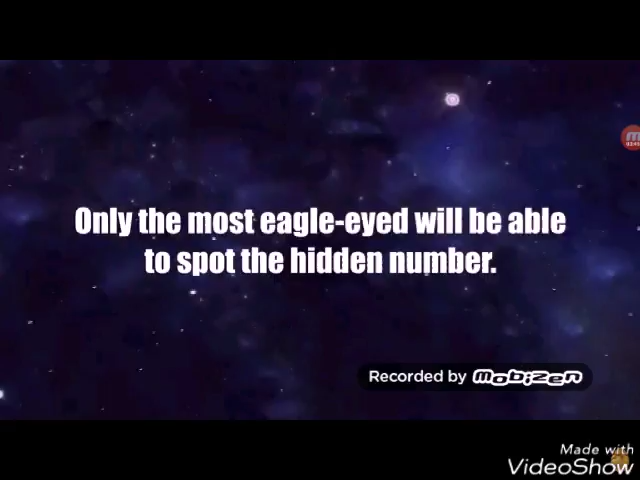 Only the most eagle-eyed will be able
to spot the hidden number.
Recorded by mobizen
Made with
VideoShow